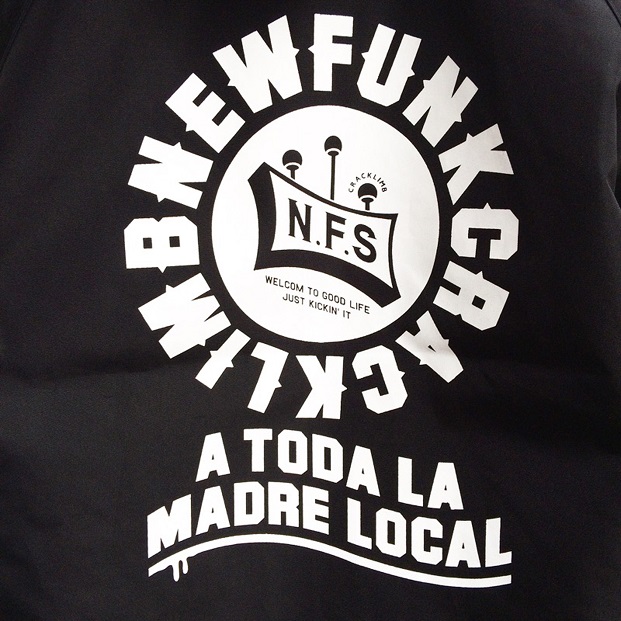 NEWFUNKCRACKLIMB
CRACKLIMB
N.F.S
WELCOM TO GOOD LIFE
JUST KICKIN' IT
A TODA LA
MADRE LOCAL